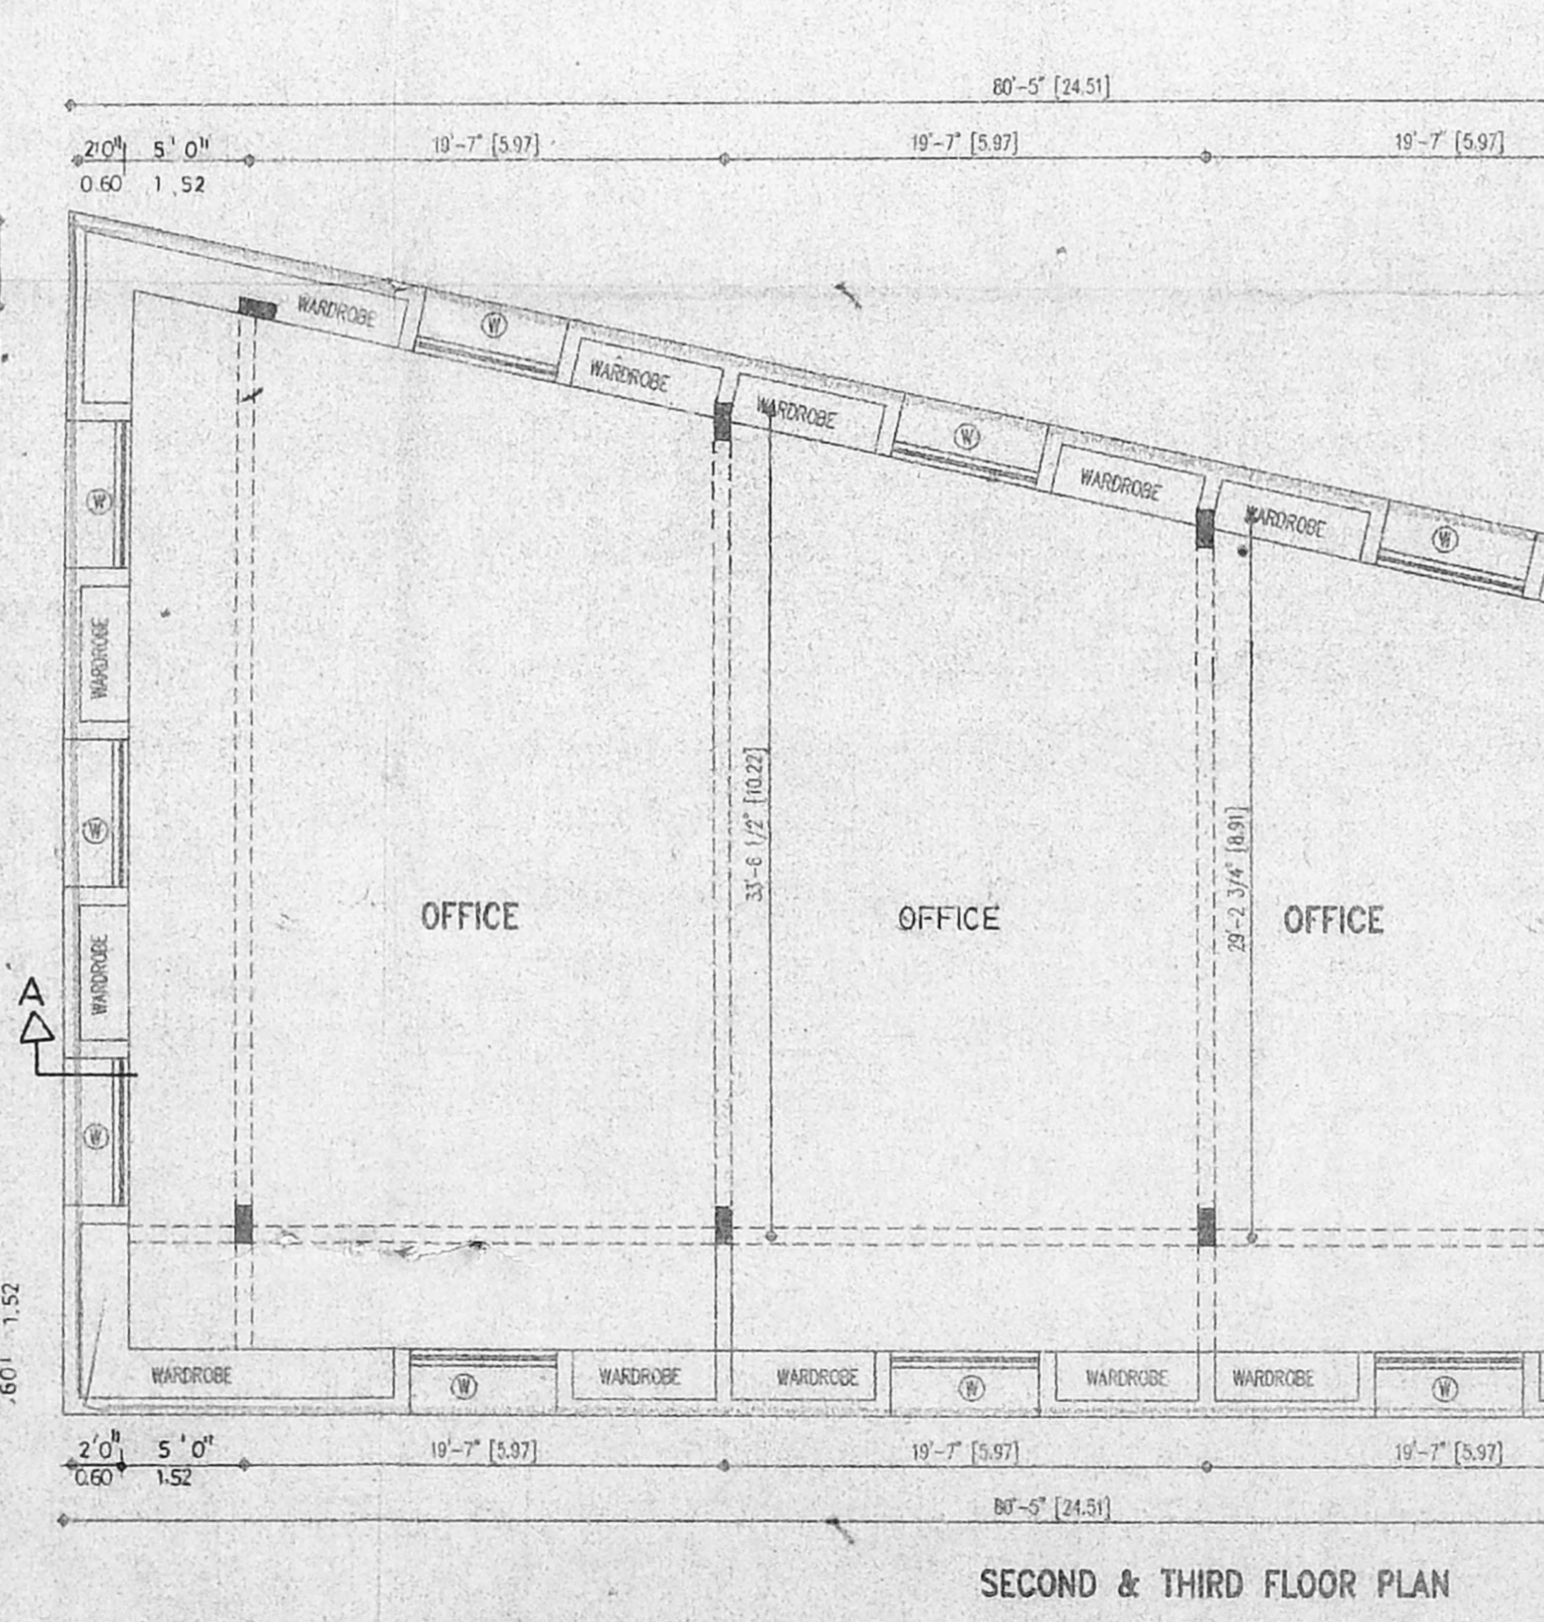 80'-5" [24.51]
2'0" 5'0" 19'-7" [5.97] 19'-7" [5.97] 19'-7" [5.97]
0.60 1.52
WARDROBE
W
WARDROBE
WARDROBE
W
WARDROBE
W
WARDROBE
W
WARDROBE
33'-6 1/2" [10.22]
W
29'-2 3/4" [8.91]
OFFICE OFFICE OFFICE
WARDROBE
A
W
1.52
.60
WARDROBE W WARDROBE WARDROBE W WARDROBE WARDROBE W
2'0" 5'0" 19'-7" [5.97] 19'-7" [5.97] 19'-7" [5.97]
0.60 1.52
80'-5" [24.51]
SECOND & THIRD FLOOR PLAN